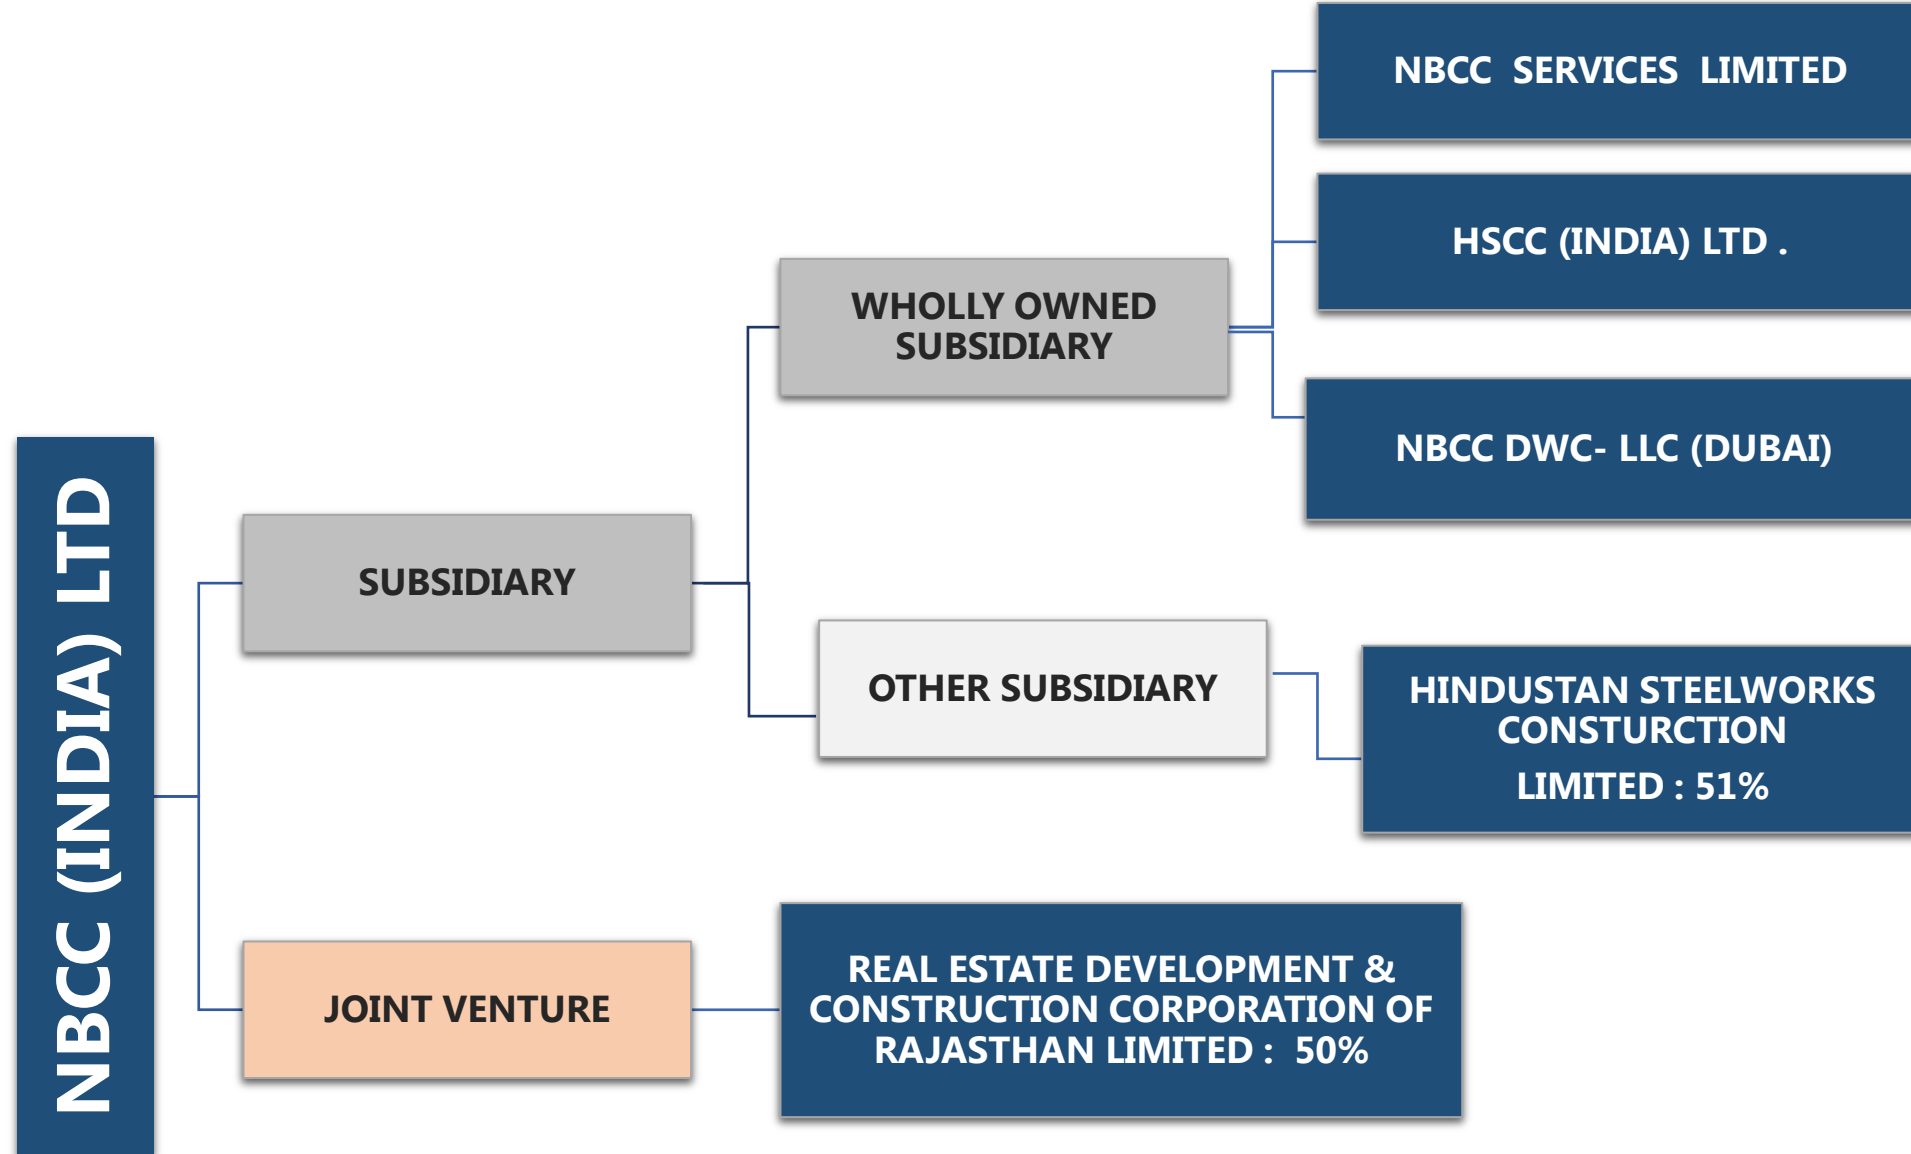 NBCC SERVICES LIMITED
HSCC (INDIA) LTD .
WHOLLY OWNED
SUBSIDIARY
NBCC DWC- LLC (DUBAI)
NBCC (INDIA) LTD
SUBSIDIARY
OTHER SUBSIDIARY
HINDUSTAN STEELWORKS
CONSTURCTION
LIMITED : 51%
JOINT VENTURE
REAL ESTATE DEVELOPMENT &
CONSTRUCTION CORPORATION OF
RAJASTHAN LIMITED : 50%